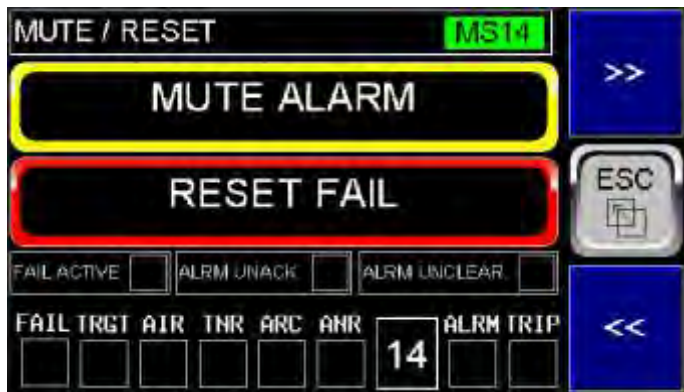 MUTE / RESET MS14
>>
MUTE ALARM
RESET FAIL
ESC
FAIL ACTIVE ALRM UNACK ALRM UNCLEAR
FAIL TRGT AIR TNR ARC ANR 14 ALRM TRIP
<<